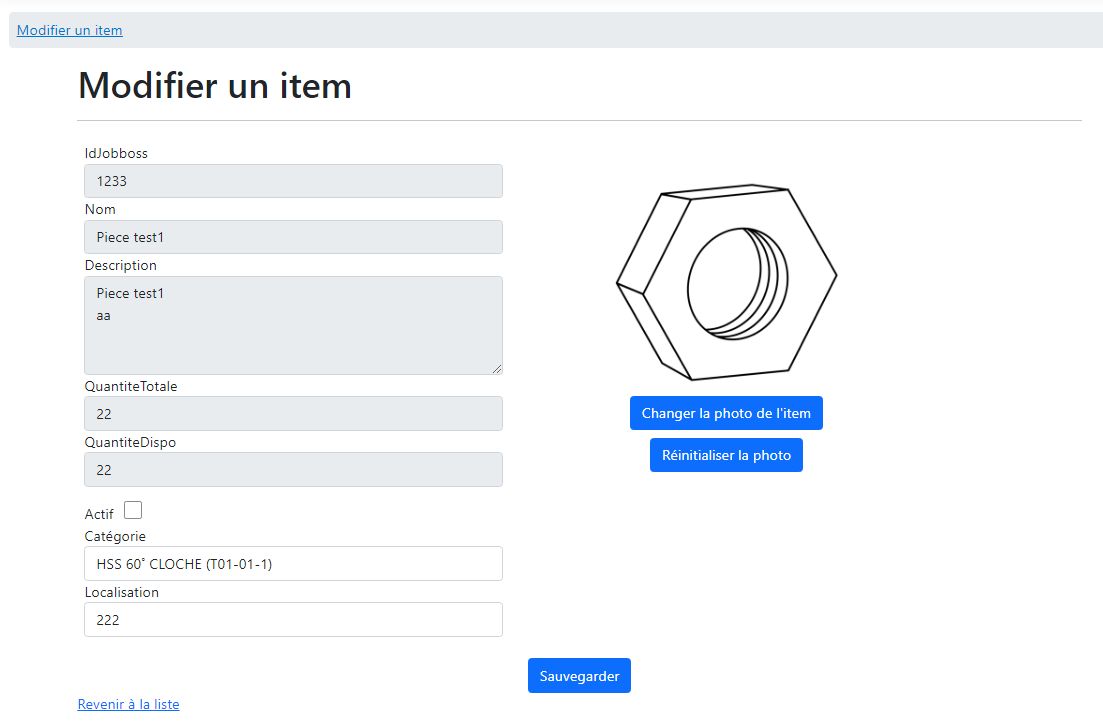 Modifier un item
Modifier un item
IdJobboss
1233
Nom
Piece test1
Description
Piece test1
aa
QuantiteTotale
22
QuantiteDispo
22
Actif
Catégorie
HSS 60° CLOCHE (T01-01-1)
Localisation
222
Changer la photo de l'item
Réinitialiser la photo
Sauvegarder
Revenir à la liste